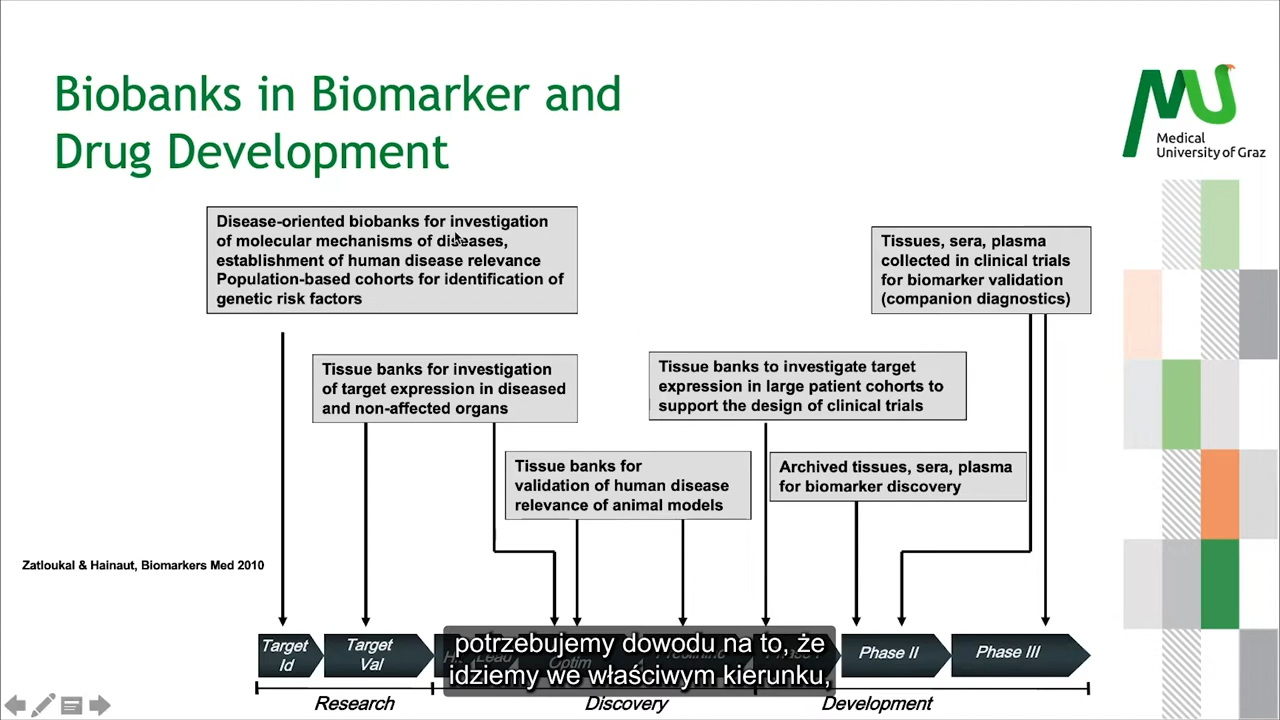 Biobanks in Biomarker and
Drug Development
Medical
University of Graz
Disease-oriented biobanks for investigation
of molecular mechanisms of diseases,
establishment of human disease relevance
Population-based cohorts for identification of
genetic risk factors
Tissues, sera, plasma
collected in clinical trials
for biomarker validation
(companion diagnostics)
Tissue banks for investigation
of target expression in diseased
and non-affected organs
Tissue banks to investigate target
expression in large patient cohorts to
support the design of clinical trials
Tissue banks for
validation of human disease
relevance of animal models
Archived tissues, sera, plasma
for biomarker discovery
Zatloukal & Hainaut, Biomarkers Med 2010
Target
Id
Target
Val
Lead
Optim
Phase II
Phase III
potrzebujemy dowodu na to, że
idziemy we właściwym kierunku,
Research
Discovery
Development